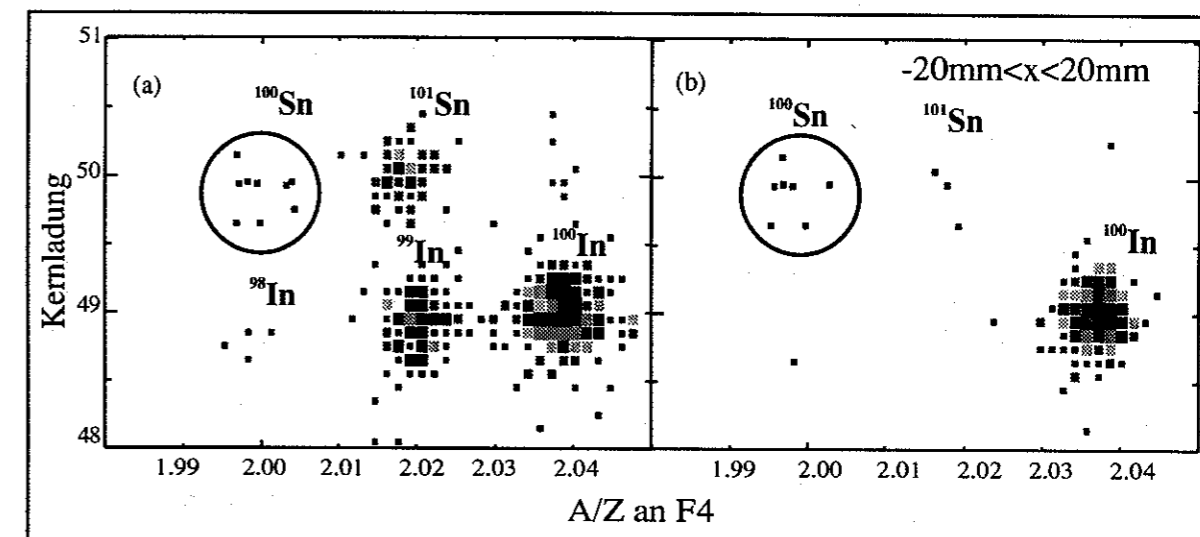 51
50
49
48
Kernladung
(a)
¹⁰⁰Sn
¹⁰¹Sn
⁹⁹In
¹⁰⁰In
⁹⁸In
1.99
2.00
2.01
2.02
2.03
2.04
(b)
-20mm<x<20mm
¹⁰⁰Sn
¹⁰¹Sn
¹⁰⁰In
1.99
2.00
2.01
2.02
2.03
2.04
A/Z an F4